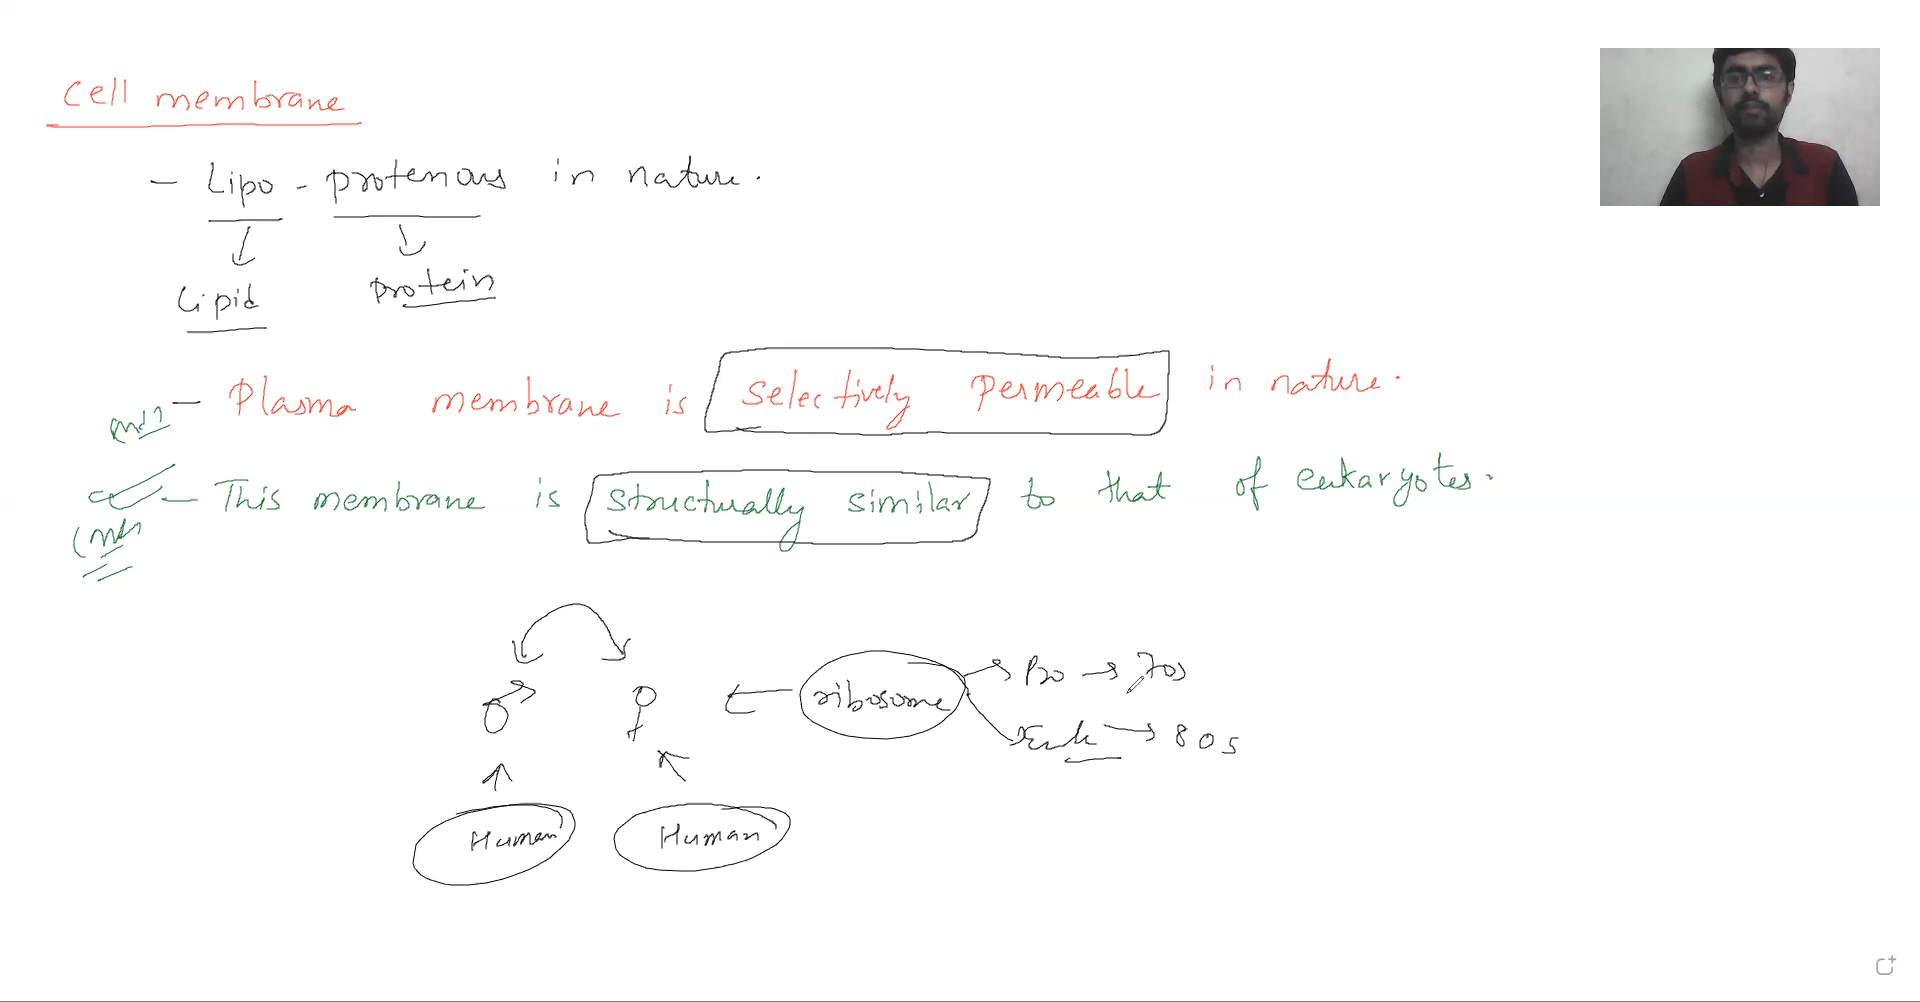 Cell membrane
- Lipo - protenous in nature.
Lipid protein
- Plasma membrane is selectively permeable in nature.
- This membrane is structurally similar to that of eukaryotes.
ribosome
Pro → 70s
Euk → 80s
Human Human